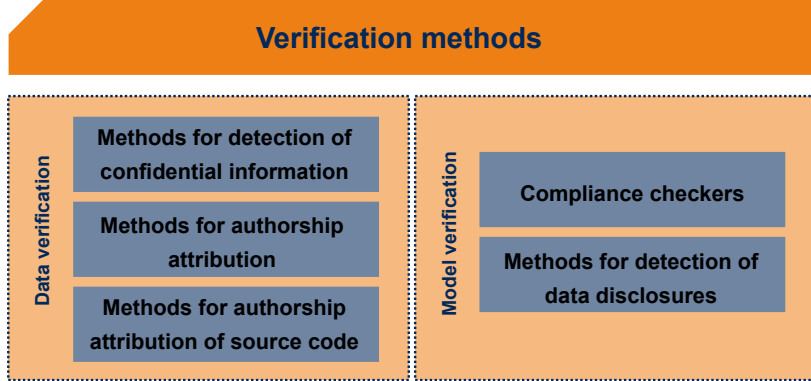 Verification methods
Data verification
Methods for detection of
confidential information
Methods for authorship
attribution
Methods for authorship
attribution of source code
Model verification
Compliance checkers
Methods for detection of
data disclosures